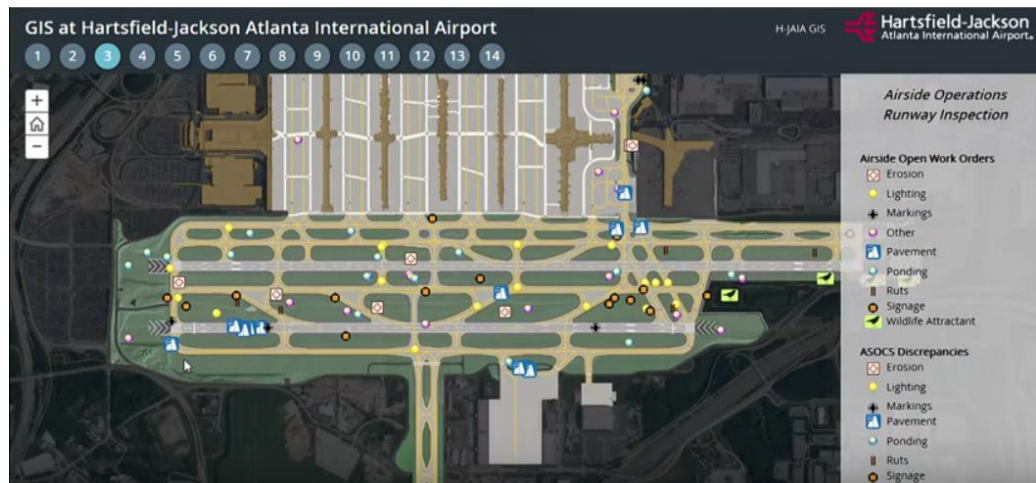 GIS at Hartsfield-Jackson Atlanta International Airport
H-JAIA GIS
Hartsfield-Jackson
Atlanta International Airport®
1 2 3 4 5 6 7 8 9 10 11 12 13 14
+
−
Airside Operations
Runway Inspection
Airside Open Work Orders
Erosion
Lighting
Markings
Other
Pavement
Ponding
Ruts
Signage
Wildlife Attractant
ASOCS Discrepancies
Erosion
Lighting
Markings
Pavement
Ponding
Ruts
Signage